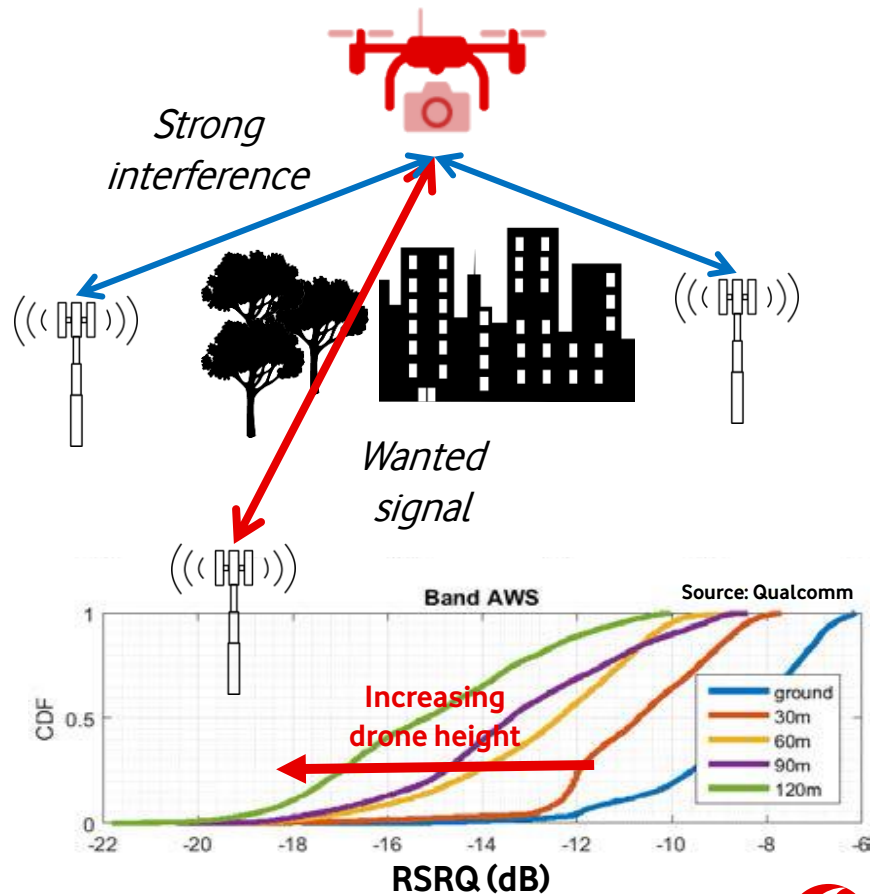 Strong
interference
Wanted
signal
Band AWS
Source: Qualcomm
1
0.5
0
CDF
Increasing
drone height
ground
30m
60m
90m
120m
-22
-20
-18
-16
-14
-12
-10
-8
-6
RSRQ (dB)